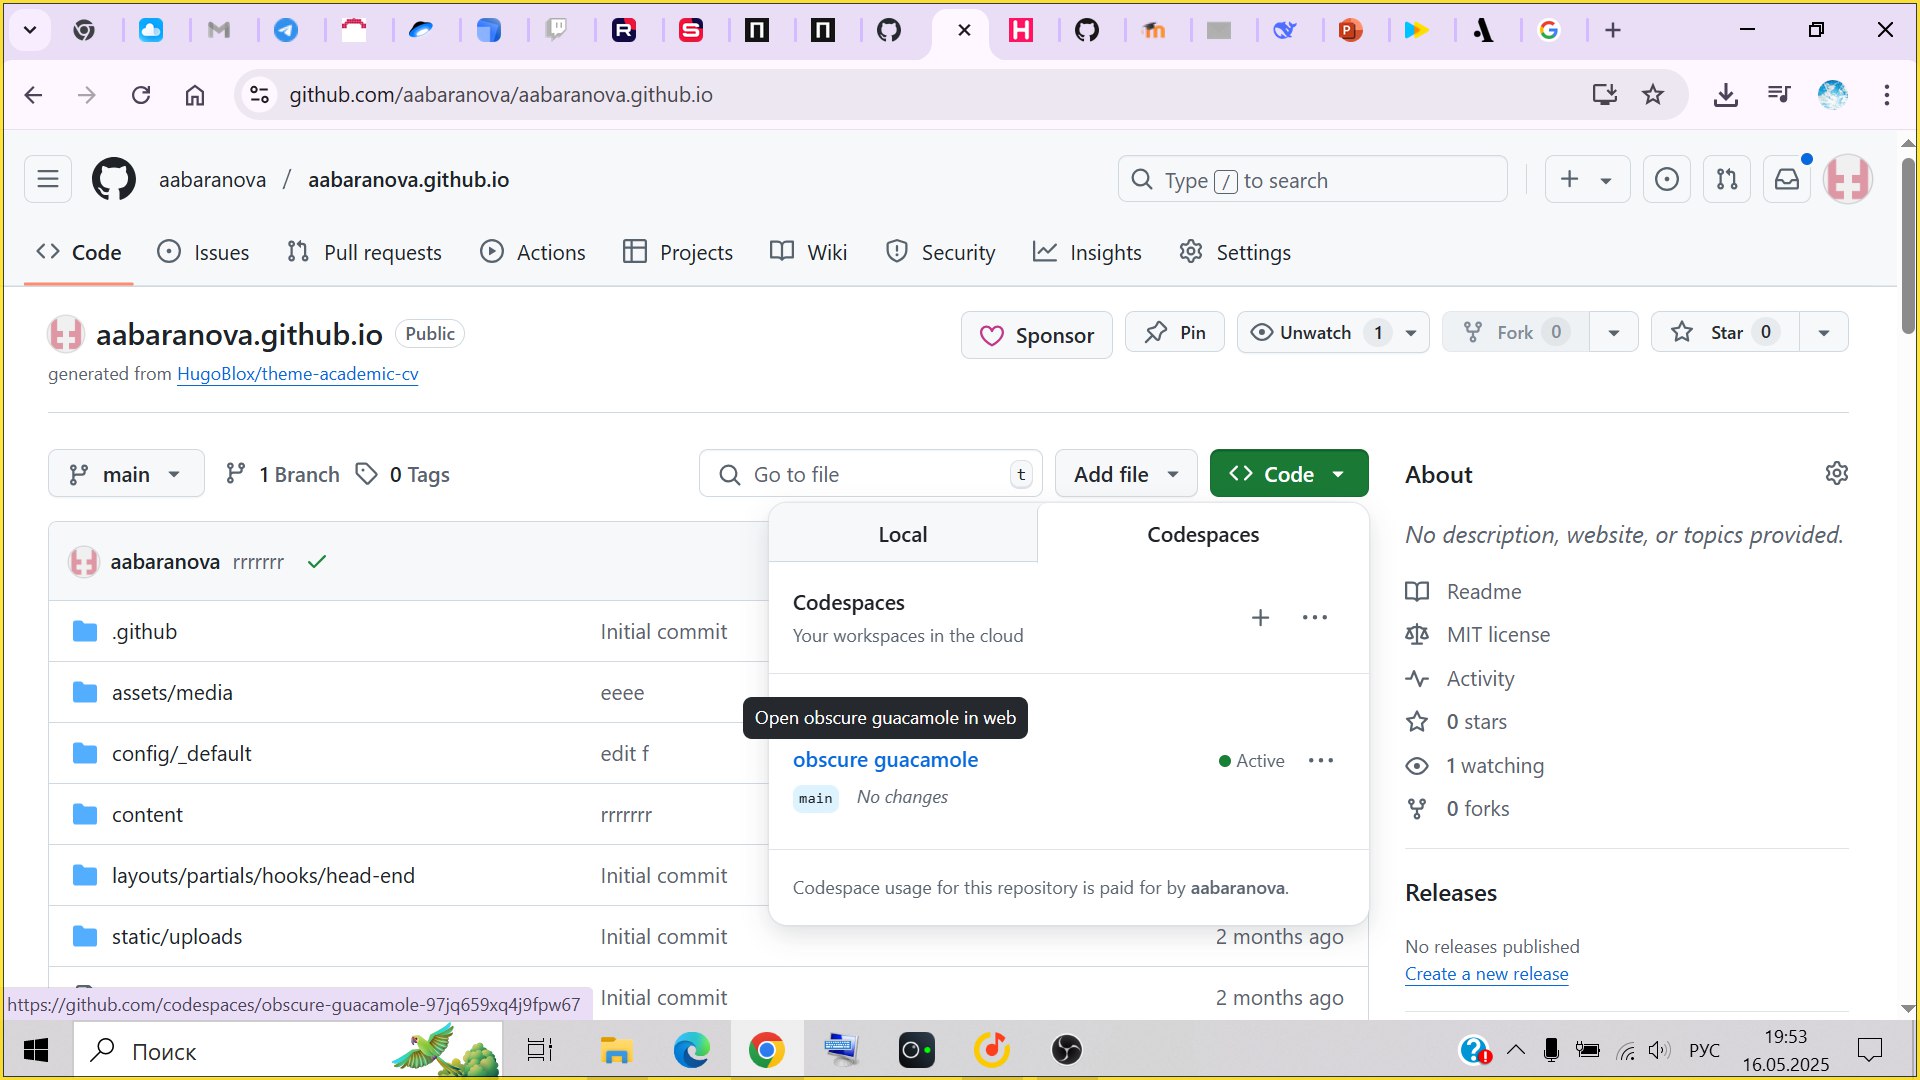 github.com/aabaranova/aabaranova.github.io
aabaranova / aabaranova.github.io
Type / to search
Code
Issues
Pull requests
Actions
Projects
Wiki
Security
Insights
Settings
aabaranova.github.io Public
generated from HugoBlox/theme-academic-cv
Sponsor
Pin
Unwatch 1
Fork 0
Star 0
main
1 Branch
0 Tags
Go to file t
Add file
Code
Local
Codespaces
Codespaces
Your workspaces in the cloud
Open obscure guacamole in web
obscure guacamole
Active
main No changes
Codespace usage for this repository is paid for by aabaranova.
aabaranova rrrrrrr
.github Initial commit
assets/media eeee
config/_default edit f
content rrrrrrr
layouts/partials/hooks/head-end Initial commit
static/uploads Initial commit 2 months ago
Initial commit 2 months ago
About
No description, website, or topics provided.
Readme
MIT license
Activity
0 stars
1 watching
0 forks
Releases
No releases published
Create a new release
https://github.com/codespaces/obscure-guacamole-97jq659xq4j9fpw67
Поиск
РУС
19:53
16.05.2025